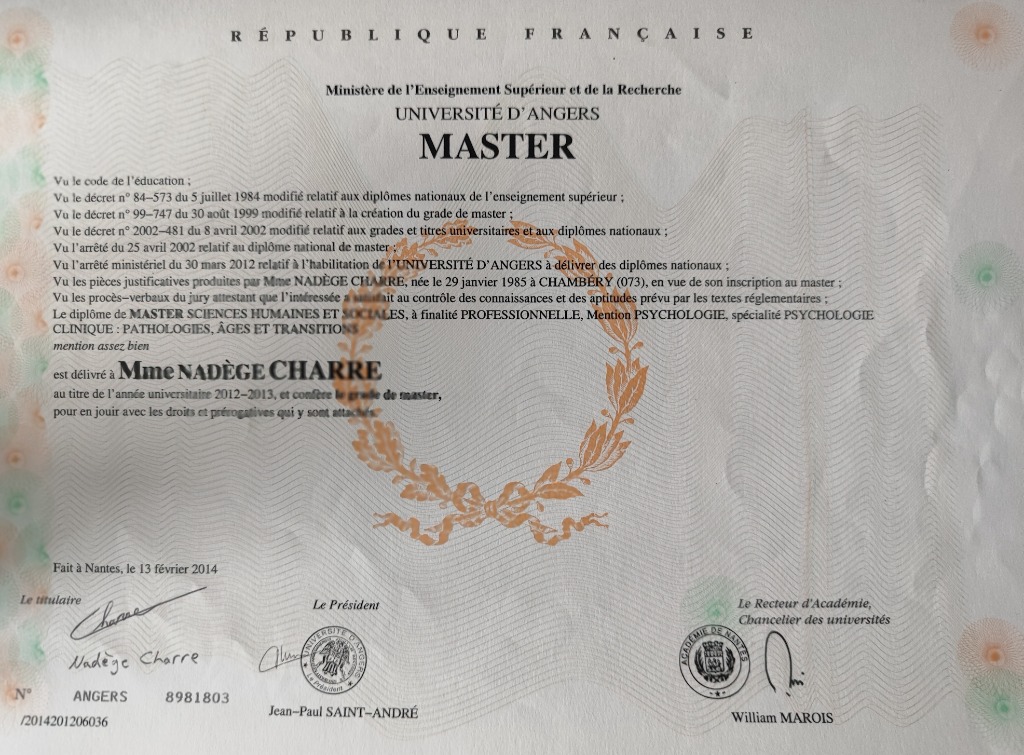 RÉPUBLIQUE FRANÇAISE
Ministère de l'Enseignement Supérieur et de la Recherche
UNIVERSITÉ D'ANGERS
MASTER
Vu le code de l'éducation ;
Vu le décret n° 84–573 du 5 juillet 1984 modifié relatif aux diplômes nationaux de l'enseignement supérieur ;
Vu le décret n° 99–747 du 30 août 1999 modifié relatif à la création du grade de master ;
Vu le décret n° 2002–481 du 8 avril 2002 modifié relatif aux grades et titres universitaires et aux diplômes nationaux ;
Vu l'arrêté du 25 avril 2002 relatif au diplôme national de master ;
Vu l'arrêté ministériel du 30 mars 2012 relatif à l'habilitation de l'UNIVERSITÉ D'ANGERS à délivrer des diplômes nationaux ;
Vu les pièces justificatives produites par Mme NADÈGE CHARRE, née le 29 janvier 1985 à CHAMBÉRY (073), en vue de son inscription au master ;
Vu les procès–verbaux du jury attestant que l'intéressée a satisfait au contrôle des connaissances et des aptitudes prévu par les textes réglementaires ;
Le diplôme de MASTER SCIENCES HUMAINES ET SOCIALES, à finalité PROFESSIONNELLE, Mention PSYCHOLOGIE, spécialité PSYCHOLOGIE
CLINIQUE : PATHOLOGIES, ÂGES ET TRANSITIONS
mention assez bien
est délivré à Mme NADÈGE CHARRE
au titre de l'année universitaire 2012–2013, et confère le grade de master,
pour en jouir avec les droits et prérogatives qui y sont attachés.
Fait à Nantes, le 13 février 2014
Le titulaire
Charre
Nadège Charre
Le Président
UNIVERSITÉ D'ANGERS
Le Président
Jean–Paul SAINT–ANDRÉ
Le Recteur d'Académie,
Chancelier des universités
ACADÉMIE DE NANTES
William MAROIS
N° ANGERS 8981803
/2014201206036